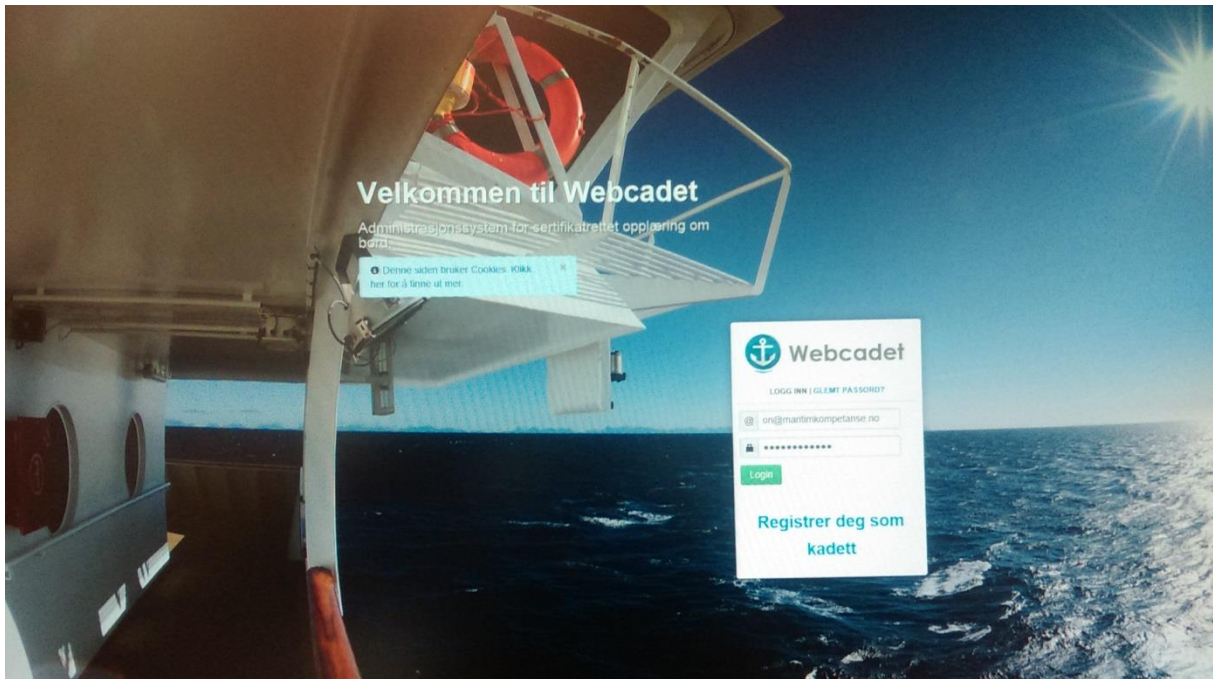 Velkommen til Webcadet
Administrasjonssystem for sertifikatrettet opplæring om
bord.
Denne siden bruker Cookies. Klikk
her for å finne ut mer.
×
Webcadet
LOGG INN | GLEMT PASSORD?
on@maritimkompetanse.no
••••••••••••
Login
Registrer deg som
kadett